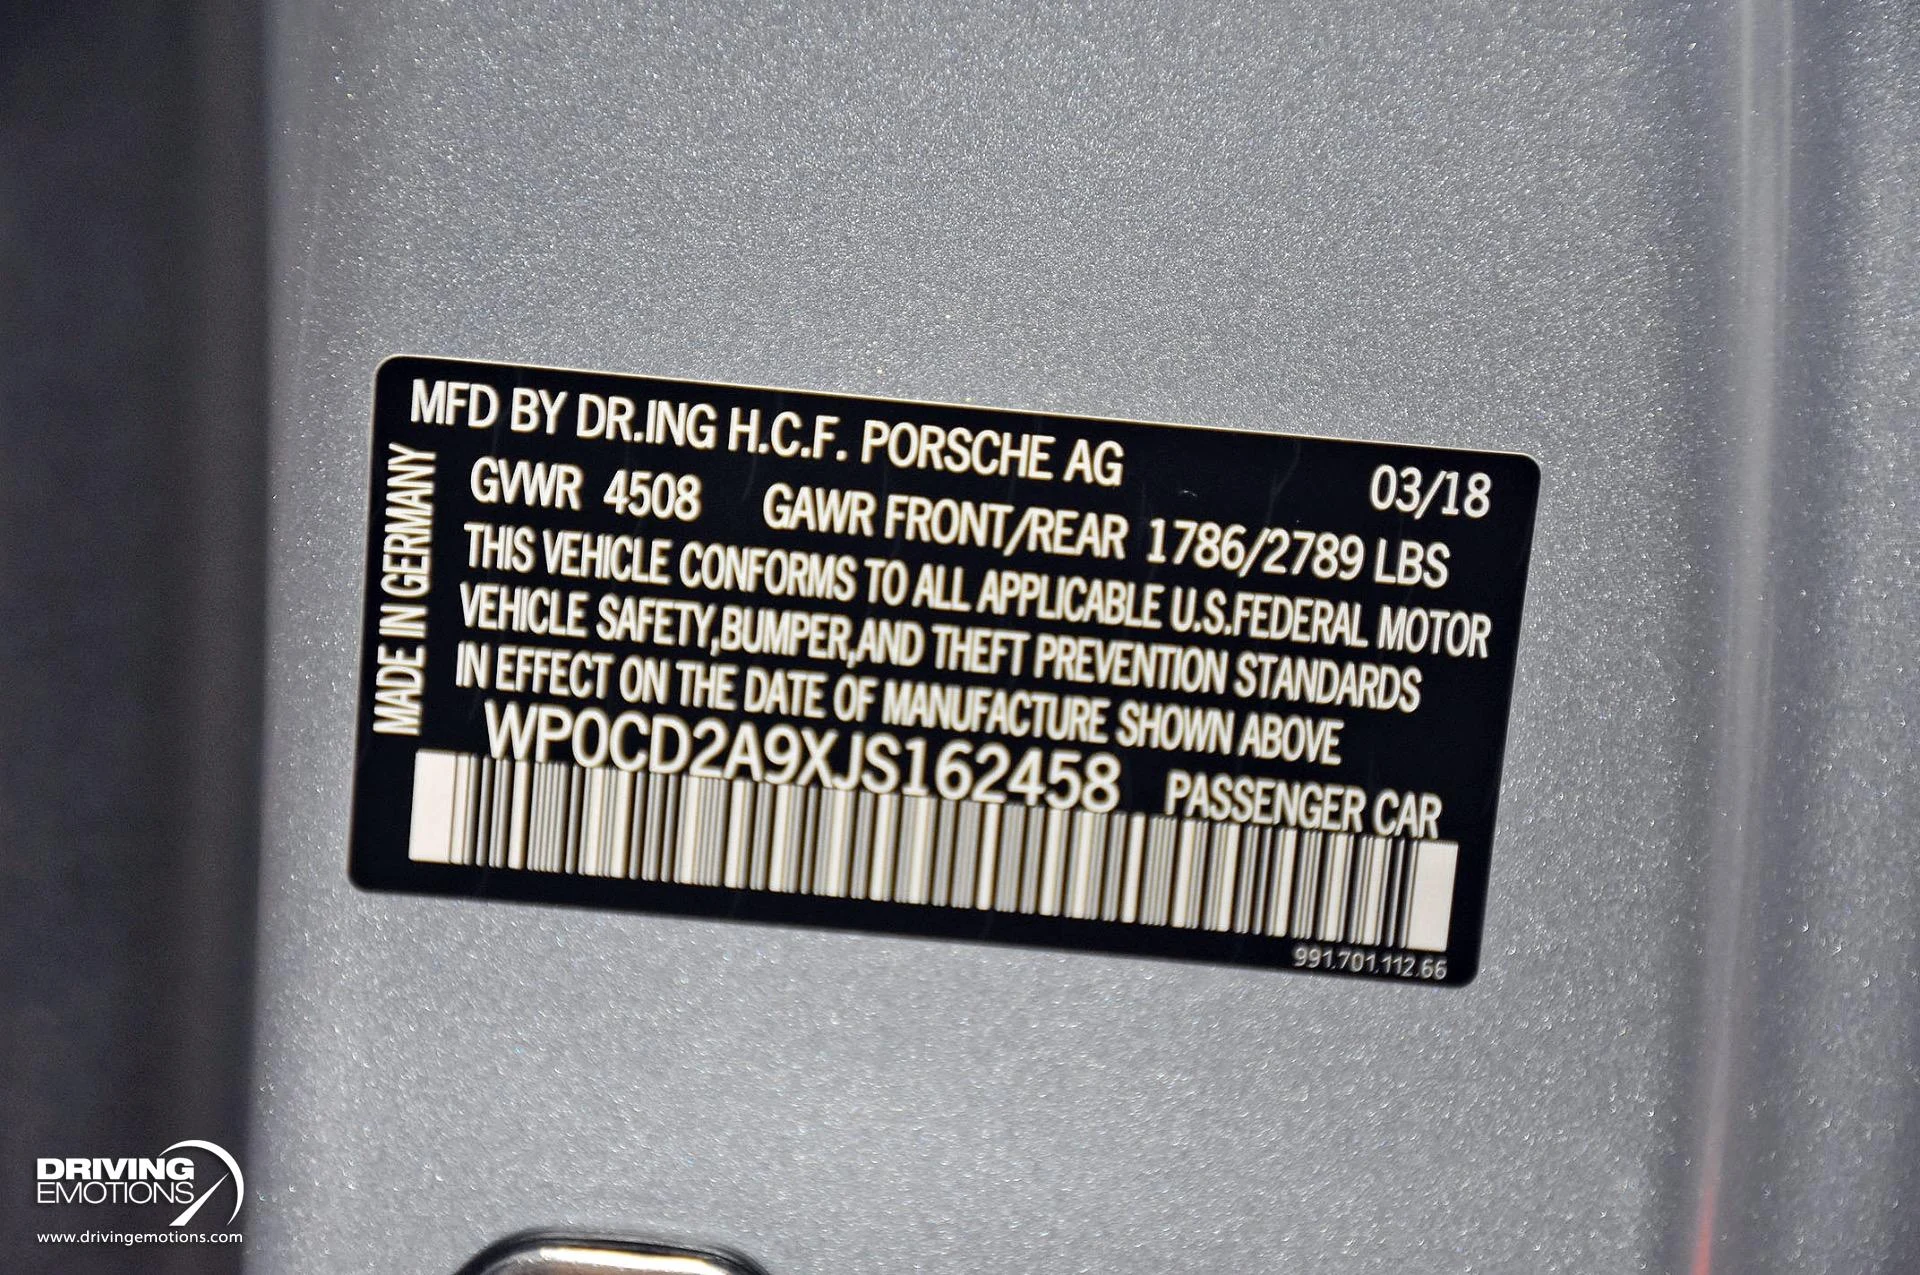 MFD BY DR.ING H.C.F. PORSCHE AG 03/18
GVWR 4508 GAWR FRONT/REAR 1786/2789 LBS
THIS VEHICLE CONFORMS TO ALL APPLICABLE U.S.FEDERAL MOTOR
VEHICLE SAFETY,BUMPER,AND THEFT PREVENTION STANDARDS
IN EFFECT ON THE DATE OF MANUFACTURE SHOWN ABOVE
WP0CD2A9XJS162458 PASSENGER CAR
MADE IN GERMANY
991.701.112.66
DRIVING
EMOTIONS
www.drivingemotions.com